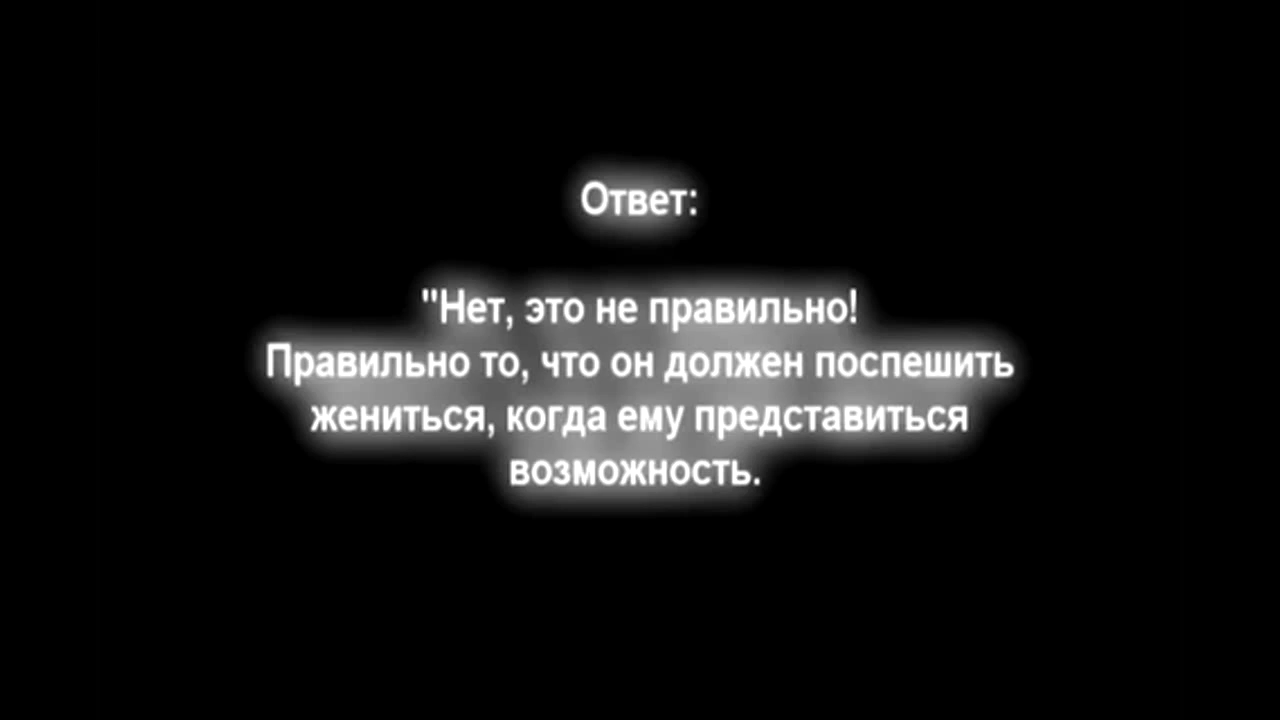 Ответ:
"Нет, это не правильно!
Правильно то, что он должен поспешить
жениться, когда ему представиться
возможность.